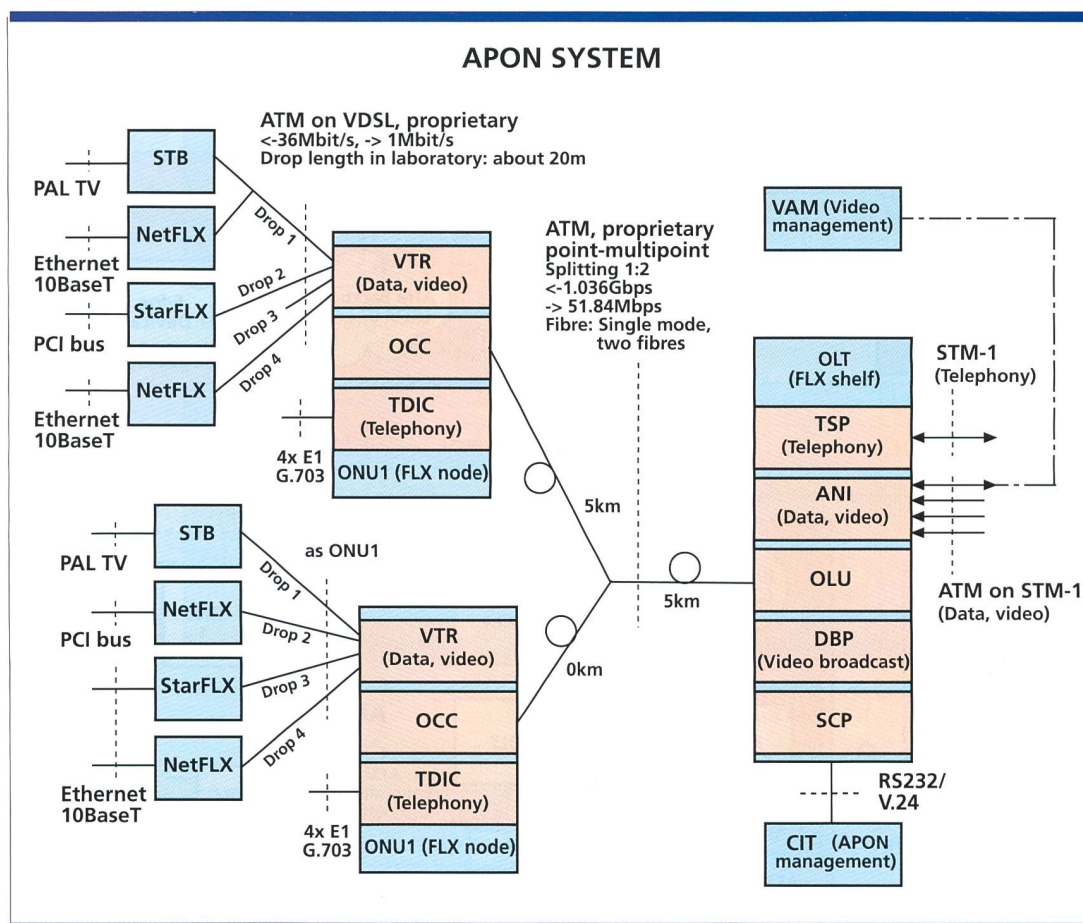 APON SYSTEM
ATM on VDSL, proprietary
<-36Mbit/s, -> 1Mbit/s
Drop length in laboratory: about 20m
STB
PAL TV
NetFLX
Ethernet
10BaseT
StarFLX
PCI bus
NetFLX
Ethernet
10BaseT
Drop 1
Drop 2
Drop 3
Drop 4
VTR
(Data, video)
OCC
TDIC
(Telephony)
ONU1 (FLX node)
4x E1
G.703
ATM, proprietary
point-multipoint
Splitting 1:2
<-1.036Gbps
-> 51.84Mbps
Fibre: Single mode,
two fibres
5km
5km
0km
VAM (Video
management)
OLT
(FLX shelf)
TSP
(Telephony)
ANI
(Data, video)
OLU
DBP
(Video broadcast)
SCP
STM-1
(Telephony)
ATM on STM-1
(Data, video)
RS232/
V.24
CIT (APON
management)
STB
PAL TV
NetFLX
PCI bus
StarFLX
NetFLX
Ethernet
10BaseT
as ONU1
Drop 1
Drop 2
Drop 3
Drop 4
VTR
(Data, video)
OCC
TDIC
(Telephony)
ONU1 (FLX node)
4x E1
G.703